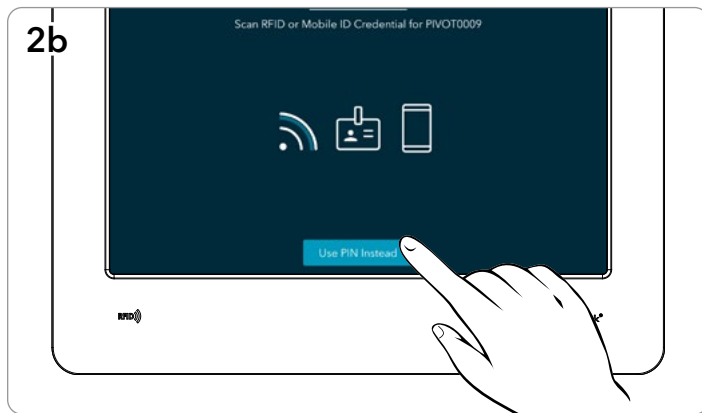 2b
Scan RFID or Mobile ID Credential for PIVOT0009
Use PIN Instead
RFID